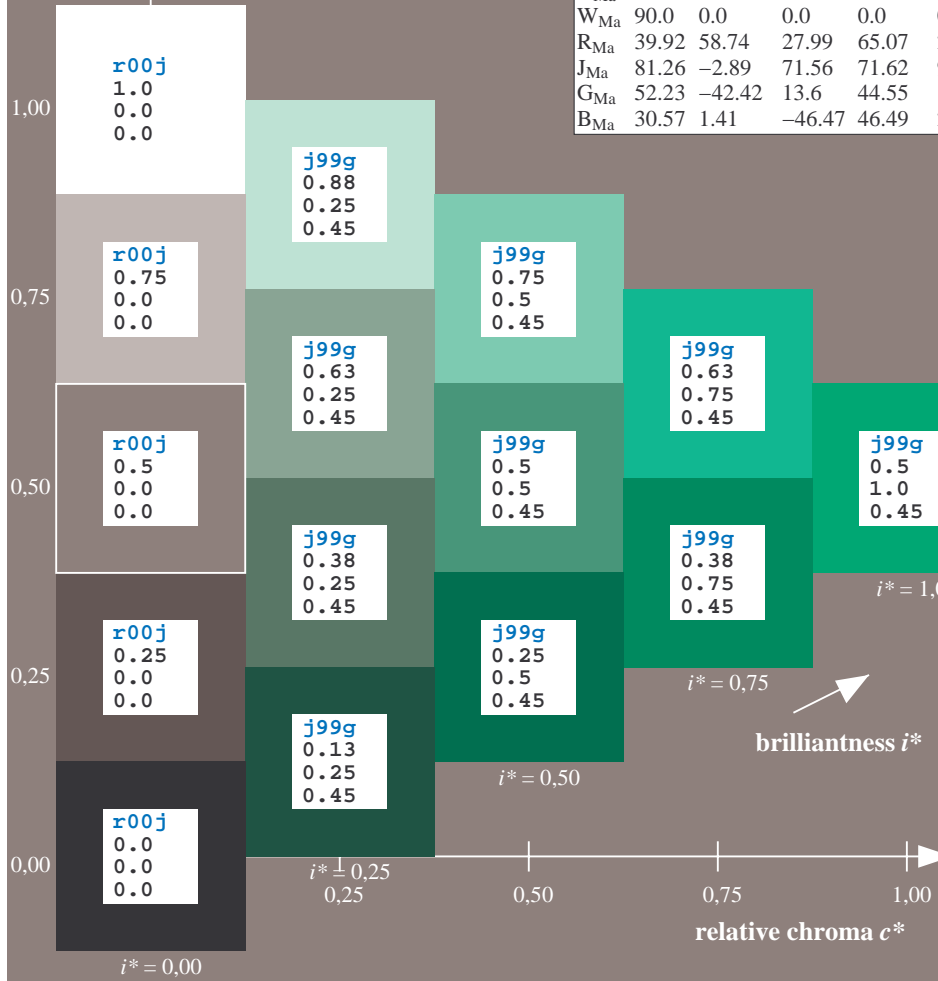 W_Ma 90.0 0.0 0.0 0.0
R_Ma 39.92 58.74 27.99 65.07
J_Ma 81.26 −2.89 71.56 71.62
G_Ma 52.23 −42.42 13.6 44.55
B_Ma 30.57 1.41 −46.47 46.49
1,00
0,75
0,50
0,25
0,00
r00j
1.0
0.0
0.0
r00j
0.75
0.0
0.0
r00j
0.5
0.0
0.0
r00j
0.25
0.0
0.0
r00j
0.0
0.0
0.0
i* = 0,00
j99g
0.88
0.25
0.45
j99g
0.63
0.25
0.45
j99g
0.38
0.25
0.45
j99g
0.13
0.25
0.45
i* = 0,25
j99g
0.75
0.5
0.45
j99g
0.5
0.5
0.45
j99g
0.25
0.5
0.45
i* = 0,50
j99g
0.63
0.75
0.45
j99g
0.38
0.75
0.45
i* = 0,75
j99g
0.5
1.0
0.45
i* = 1,0
brilliantness i*
0,25 0,50 0,75 1,00
relative chroma c*